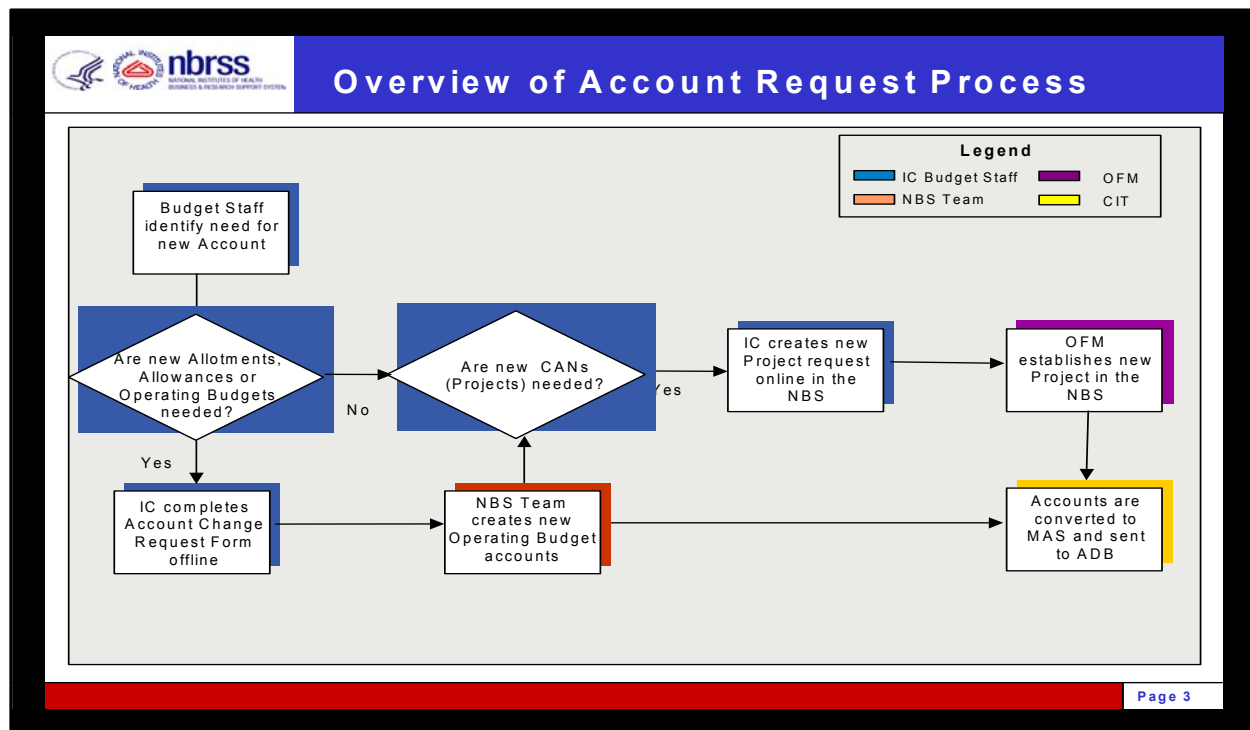 nbrss
NATIONAL INSTITUTES OF HEALTH
BUSINESS & RESEARCH SUPPORT SYSTEM
Overview of Account Request Process
Legend
IC Budget Staff
OFM
NBS Team
CIT
Budget Staff
identify need for
new Account
Are new Allotments,
Allowances or
Operating Budgets
needed?
No
Yes
Are new CANs
(Projects) needed?
Yes
IC creates new
Project request
online in the
NBS
OFM
establishes new
Project in the
NBS
IC completes
Account Change
Request Form
offline
NBS Team
creates new
Operating Budget
accounts
Accounts are
converted to
MAS and sent
to ADB
Page 3